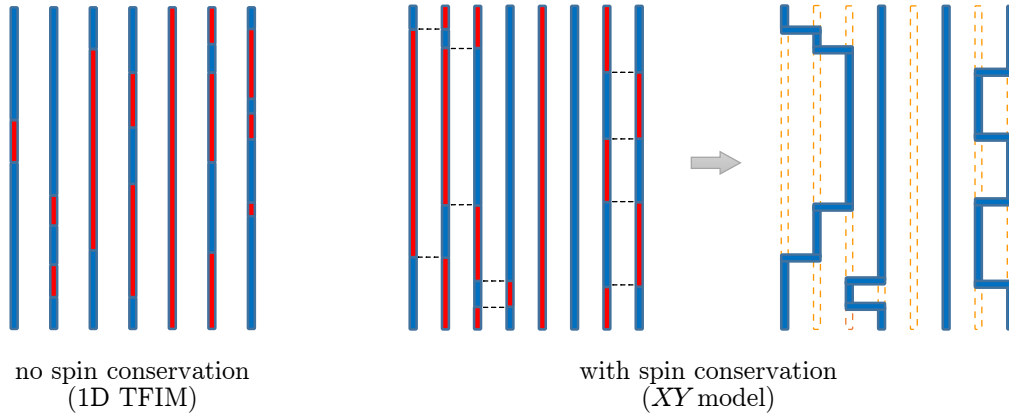 no spin conservation
(1D TFIM)
with spin conservation
(XY model)